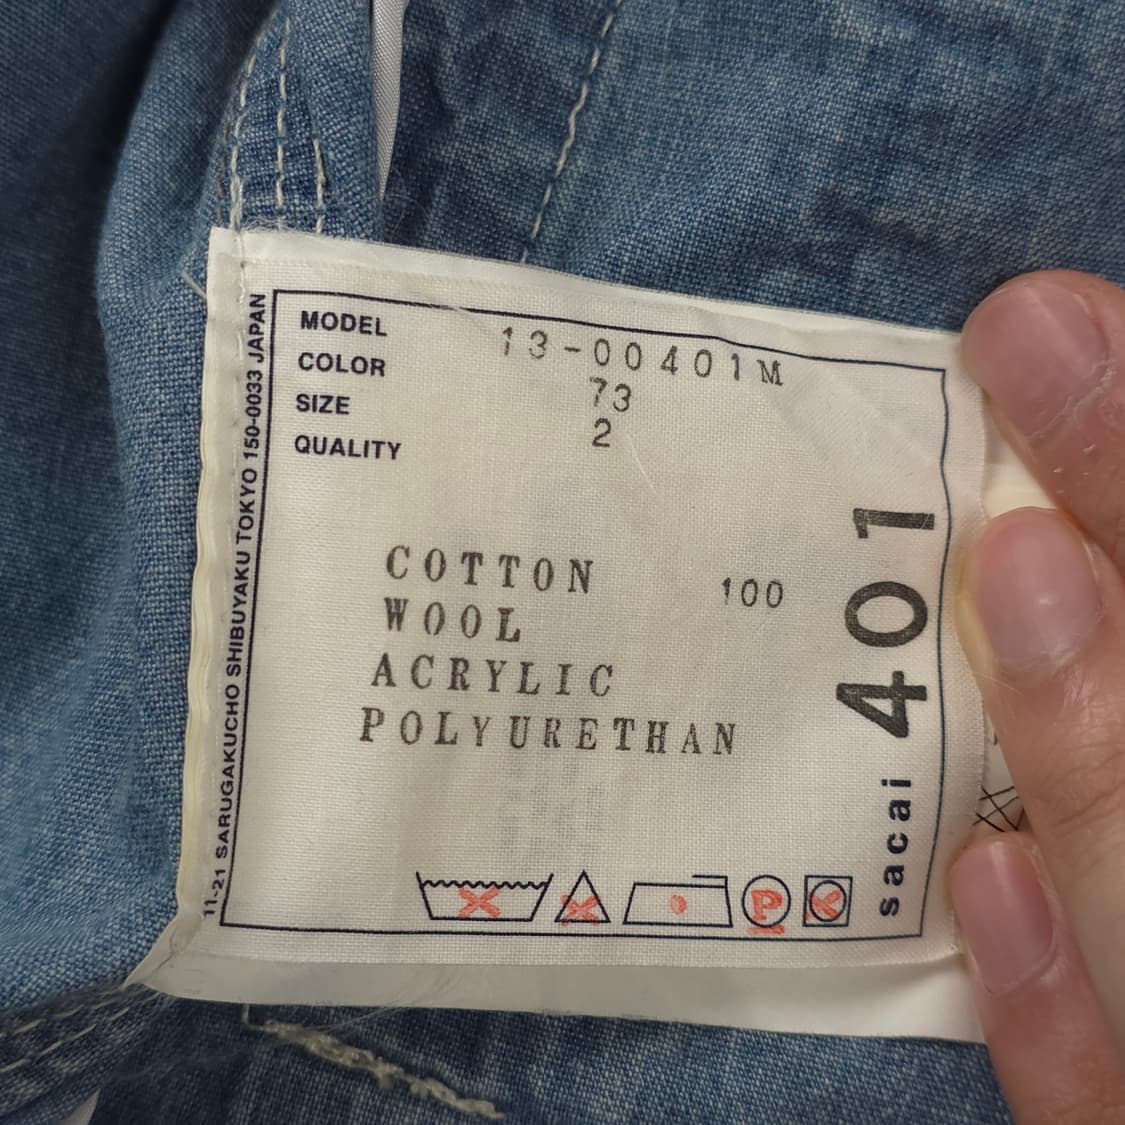 MODEL 13-00401M
COLOR 73
SIZE 2
QUALITY
COTTON 100
WOOL
ACRYLIC
POLYURETHAN
P
sacai 401
11-21 SARUGAKUCHO SHIBUYAKU TOKYO 150-0033 JAPAN